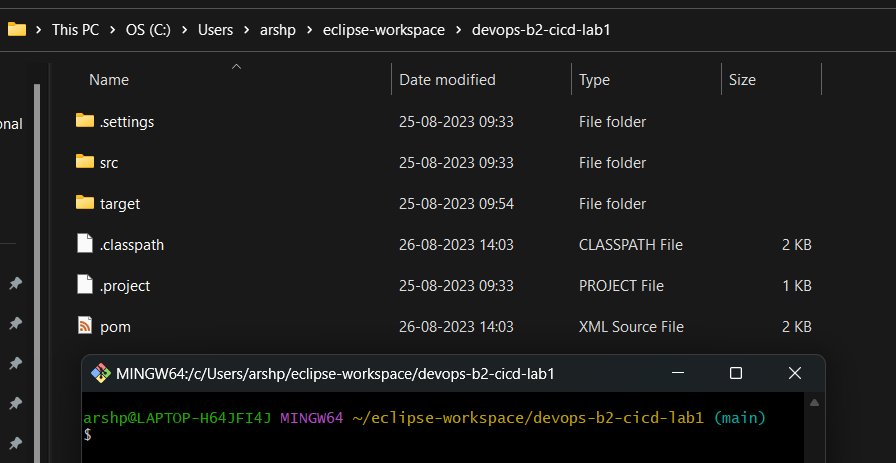 This PC > OS (C:) > Users > arshp > eclipse-workspace > devops-b2-cicd-lab1
Name Date modified Type Size
onal
.settings 25-08-2023 09:33 File folder
src 25-08-2023 09:33 File folder
target 25-08-2023 09:54 File folder
.classpath 26-08-2023 14:03 CLASSPATH File 2 KB
.project 25-08-2023 09:33 PROJECT File 1 KB
pom 26-08-2023 14:03 XML Source File 2 KB
MINGW64:/c/Users/arshp/eclipse-workspace/devops-b2-cicd-lab1
arshp@LAPTOP-H64JFI4J MINGW64 ~/eclipse-workspace/devops-b2-cicd-lab1 (main)
$